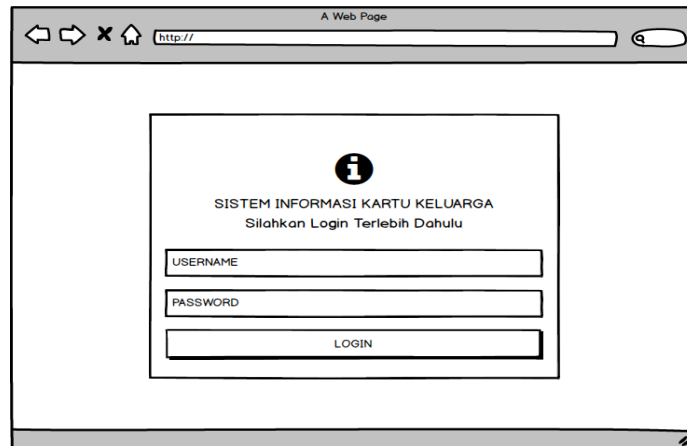 A Web Page
http://
SISTEM INFORMASI KARTU KELUARGA
Silahkan Login Terlebih Dahulu
USERNAME
PASSWORD
LOGIN